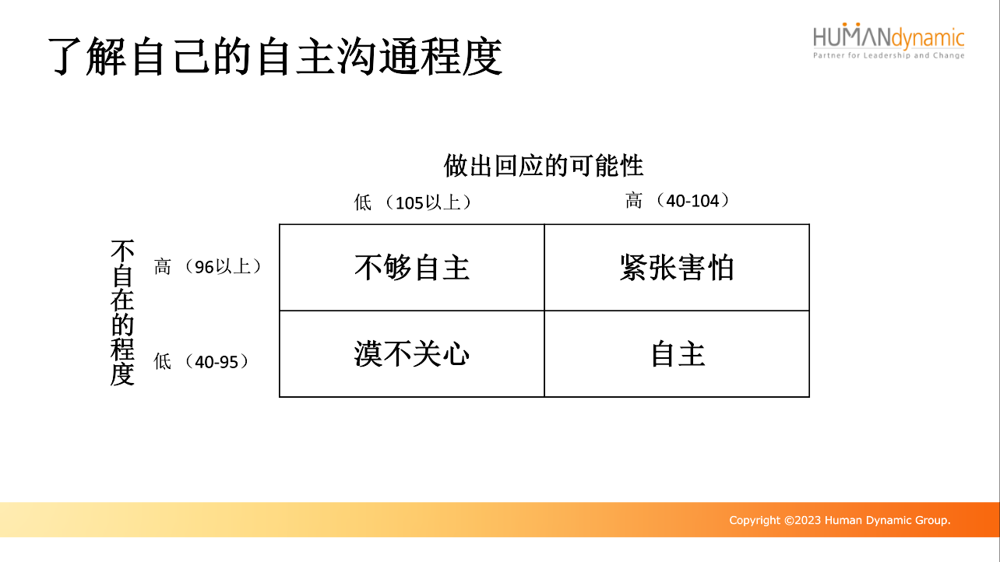 了解自己的自主沟通程度
HUMANdynamic
Partner for Leadership and Change
做出回应的可能性
低 （105以上）
高 （40-104）
不自在的程度
高 （96以上）
不够自主
紧张害怕
低 （40-95）
漠不关心
自主
Copyright ©2023 Human Dynamic Group.